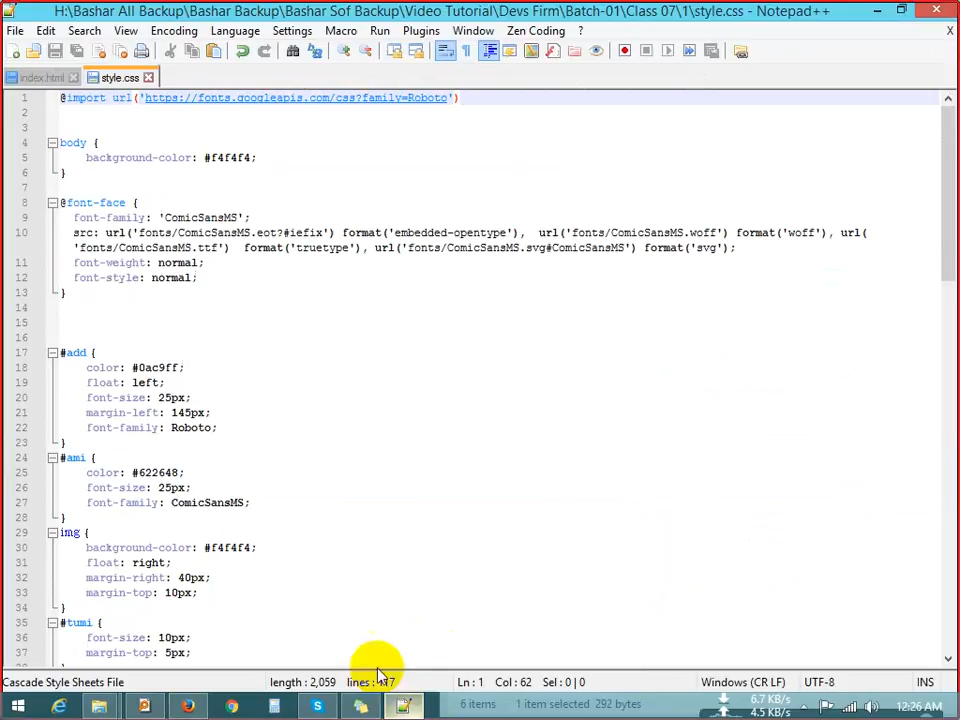 H:\Bashar All Backup\Bashar Backup\Bashar Sof Backup\Video Tutorial\Devs Firm\Batch-01\Class 07\1\style.css - Notepad++
File Edit Search View Encoding Language Settings Macro Run Plugins Window Zen Coding ? X
index.html style.css
1 @import url('https://fonts.googleapis.com/css?family=Roboto')
2
3
4 body {
5 background-color: #f4f4f4;
6 }
7
8 @font-face {
9 font-family: 'ComicSansMS';
10 src: url('fonts/ComicSansMS.eot?#iefix') format('embedded-opentype'), url('fonts/ComicSansMS.woff') format('woff'), url(
'fonts/ComicSansMS.ttf') format('truetype'), url('fonts/ComicSansMS.svg#ComicSansMS') format('svg');
11 font-weight: normal;
12 font-style: normal;
13 }
14
15
16
17 #add {
18 color: #0ac9ff;
19 float: left;
20 font-size: 25px;
21 margin-left: 145px;
22 font-family: Roboto;
23 }
24 #ami {
25 color: #622648;
26 font-size: 25px;
27 font-family: ComicSansMS;
28 }
29 img {
30 background-color: #f4f4f4;
31 float: right;
32 margin-right: 40px;
33 margin-top: 10px;
34 }
35 #tumi {
36 font-size: 10px;
37 margin-top: 5px;
Cascade Style Sheets File length : 2,059 lines : Ln : 1 Col : 62 Sel : 0 | 0 Windows (CR LF) UTF-8 INS
6 items 1 item selected 292 bytes 6.7 KB/s
4.5 KB/s 12:26 AM